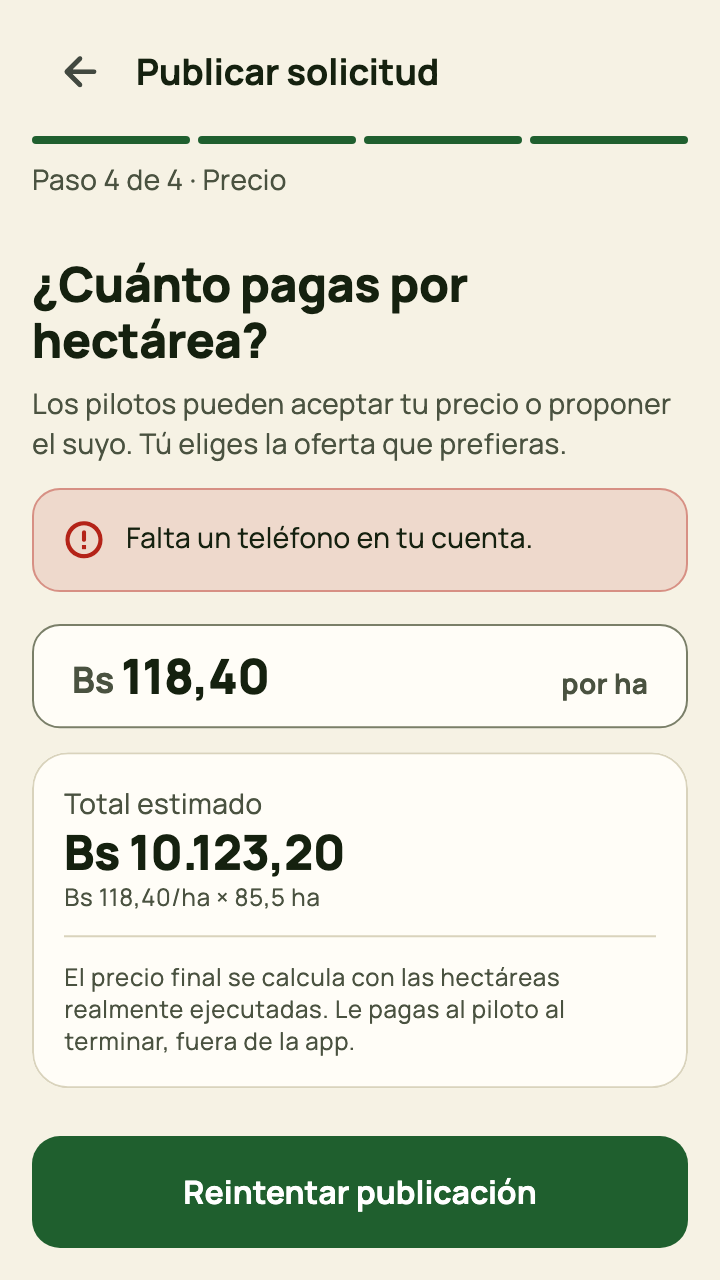 Publicar solicitud
Paso 4 de 4 · Precio
¿Cuánto pagas por
hectárea?
Los pilotos pueden aceptar tu precio o proponer
el suyo. Tú eliges la oferta que prefieras.
Falta un teléfono en tu cuenta.
Bs 118,40 por ha
Total estimado
Bs 10.123,20
Bs 118,40/ha × 85,5 ha
El precio final se calcula con las hectáreas
realmente ejecutadas. Le pagas al piloto al
terminar, fuera de la app.
Reintentar publicación